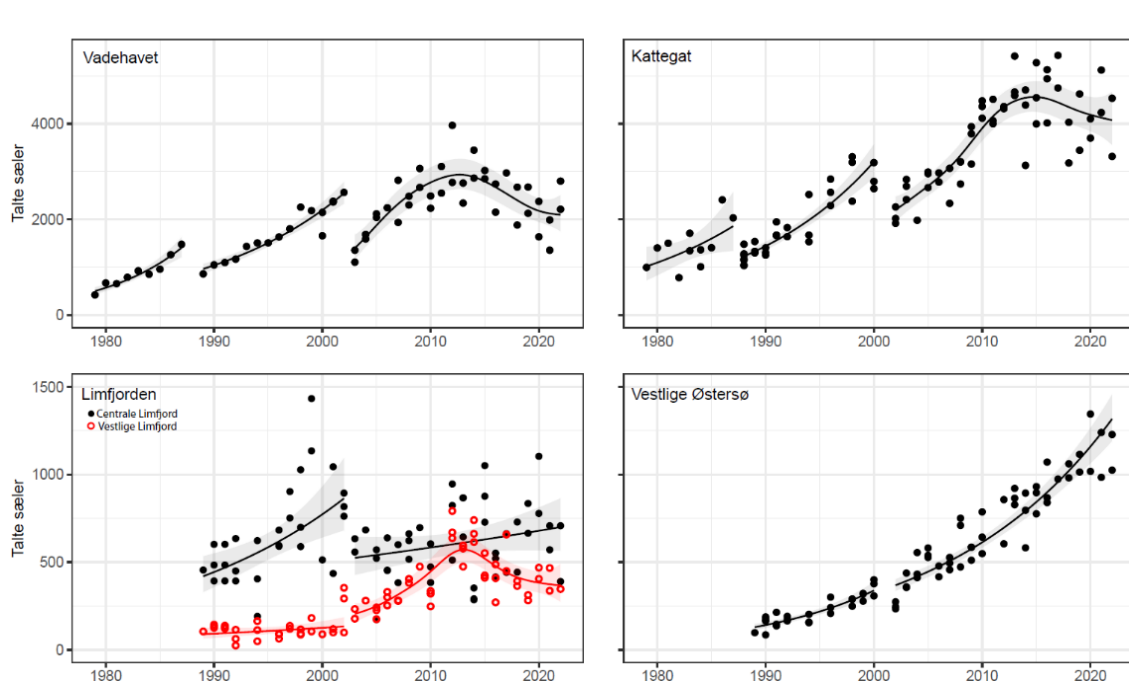 Vadehavet
Talte sæler
4000
2000
0
1980 1990 2000 2010 2020
Kattegat
1980 1990 2000 2010 2020
Limfjorden
Centrale Limfjord
Vestlige Limfjord
Talte sæler
1500
1000
500
0
1980 1990 2000 2010 2020
Vestlige Østersø
1980 1990 2000 2010 2020